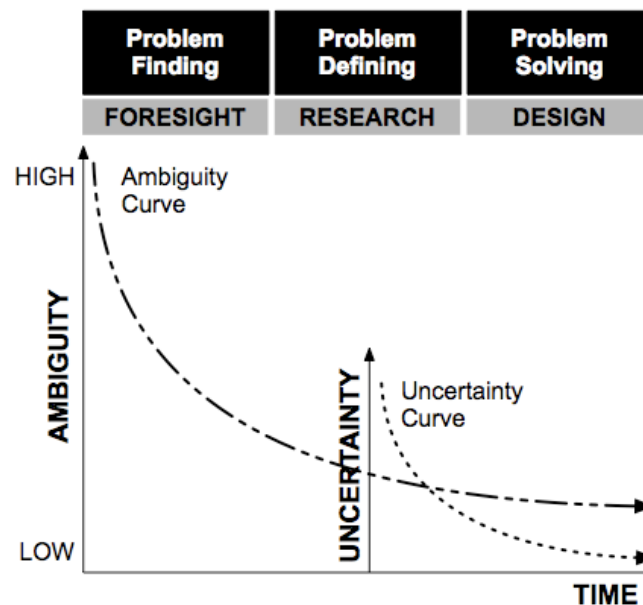 Problem
Finding
Problem
Defining
Problem
Solving
FORESIGHT
RESEARCH
DESIGN
HIGH
Ambiguity
Curve
AMBIGUITY
UNCERTAINTY
Uncertainty
Curve
LOW
TIME